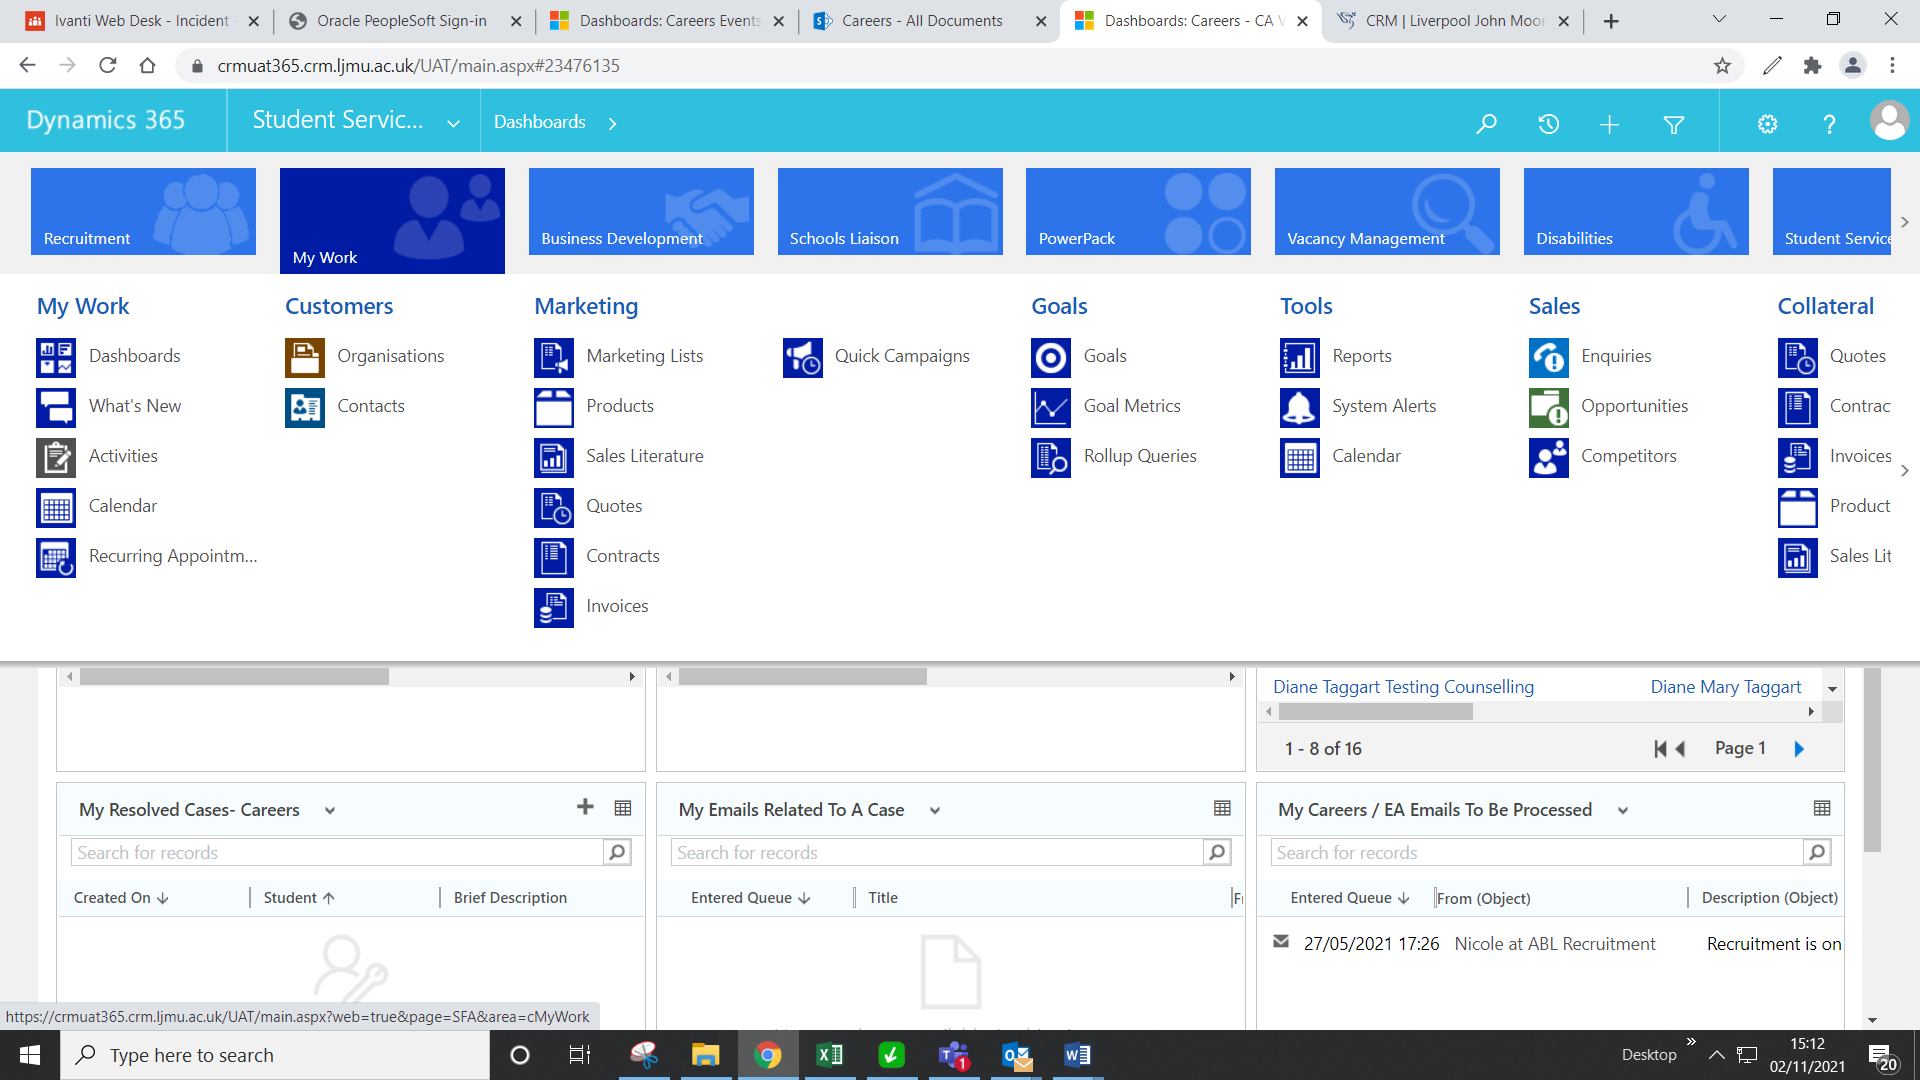 Ivanti Web Desk - Incident -
Oracle PeopleSoft Sign-in
Dashboards: Careers Events
Careers - All Documents
Dashboards: Careers - CA V
CRM | Liverpool John Moor
crmuat365.crm.ljmu.ac.uk/UAT/main.aspx#23476135
Dynamics 365
Student Servic...
Dashboards
Recruitment
My Work
Business Development
Schools Liaison
PowerPack
Vacancy Management
Disabilities
Student Service
My Work
Dashboards
What's New
Activities
Calendar
Recurring Appointm...
Customers
Organisations
Contacts
Marketing
Marketing Lists
Products
Sales Literature
Quotes
Contracts
Invoices
Quick Campaigns
Goals
Goals
Goal Metrics
Rollup Queries
Tools
Reports
System Alerts
Calendar
Sales
Enquiries
Opportunities
Competitors
Collateral
Quotes
Contrac
Invoices
Product
Sales Lit
Diane Taggart Testing Counselling Diane Mary Taggart
1 - 8 of 16 Page 1
My Resolved Cases- Careers
Search for records
Created On Student Brief Description
My Emails Related To A Case
Search for records
Entered Queue Title
My Careers / EA Emails To Be Processed
Search for records
Entered Queue From (Object) Description (Object)
27/05/2021 17:26 Nicole at ABL Recruitment Recruitment is on
https://crmuat365.crm.ljmu.ac.uk/UAT/main.aspx?web=true&page=SFA&area=cMyWork
Type here to search
1
Desktop
15:12
02/11/2021
20